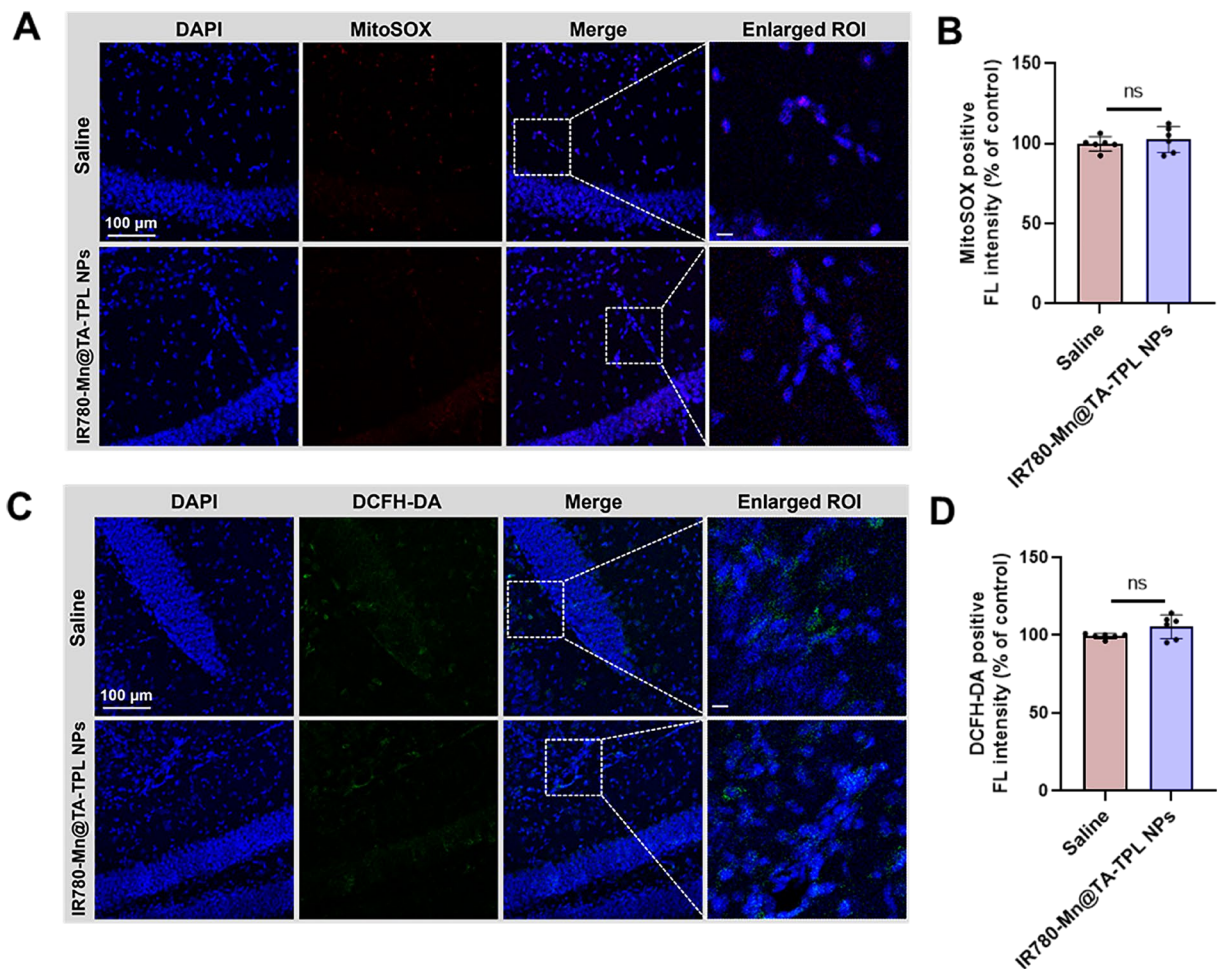 A
DAPI
MitoSOX
Merge
Enlarged ROI
Saline
100 μm
IR780-Mn@TA-TPL NPs
B
MitoSOX positive
FL intensity (% of control)
150
100
50
0
ns
Saline
IR780-Mn@TA-TPL NPs
C
DAPI
DCFH-DA
Merge
Enlarged ROI
Saline
100 μm
IR780-Mn@TA-TPL NPs
D
DCFH-DA positive
FL intensity (% of control)
150
100
50
0
ns
Saline
IR780-Mn@TA-TPL NPs